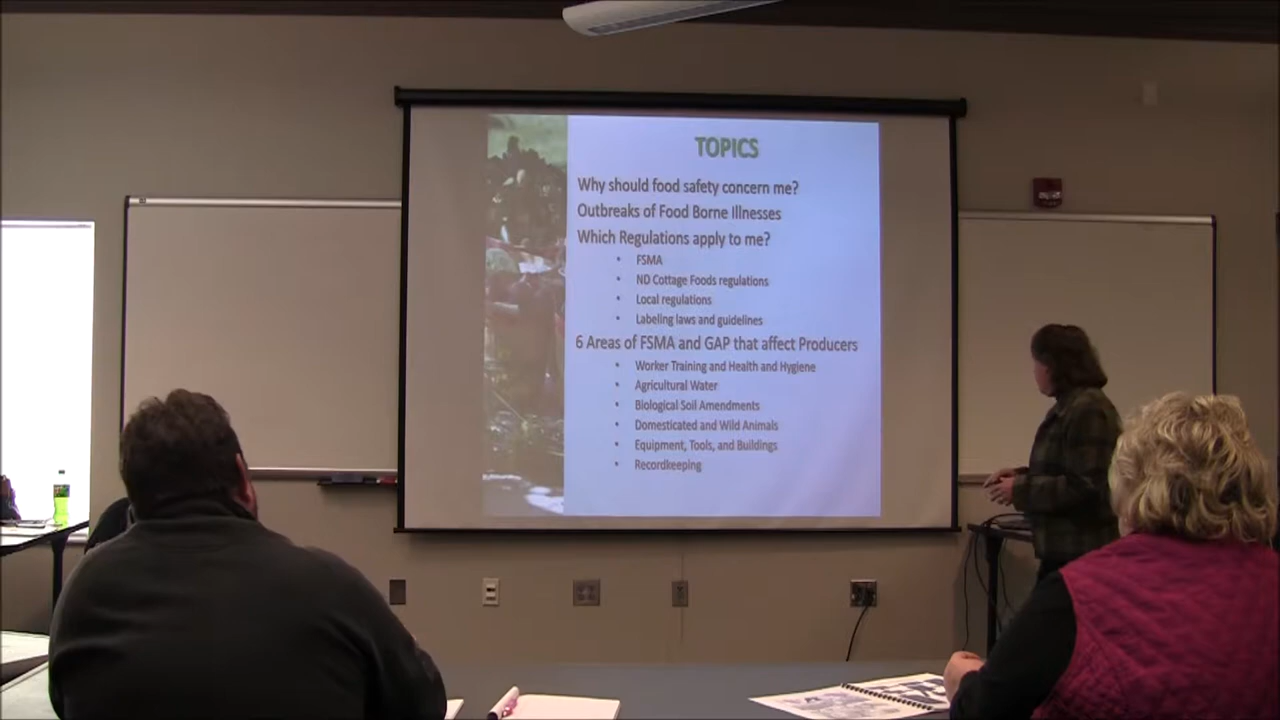 TOPICS
Why should food safety concern me?
Outbreaks of Food Borne Illnesses
Which Regulations apply to me?
• FSMA
• ND Cottage Foods regulations
• Local regulations
• Labeling laws and guidelines
6 Areas of FSMA and GAP that affect Producers
• Worker Training and Health and Hygiene
• Agricultural Water
• Biological Soil Amendments
• Domesticated and Wild Animals
• Equipment, Tools, and Buildings
• Recordkeeping